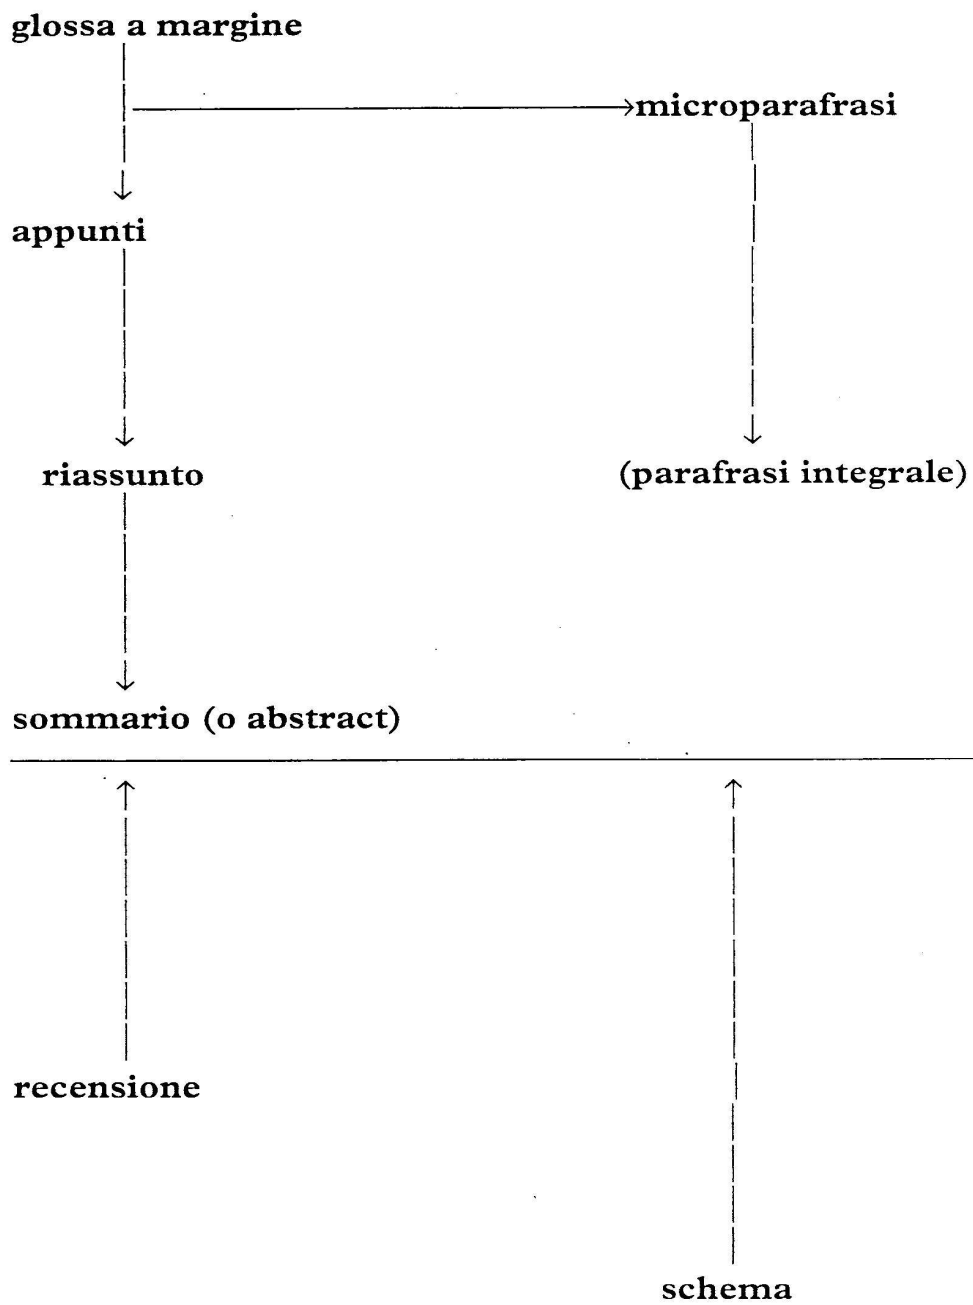 glossa a margine
microparafrasi
appunti
riassunto
(parafrasi integrale)
sommario (o abstract)
recensione
schema